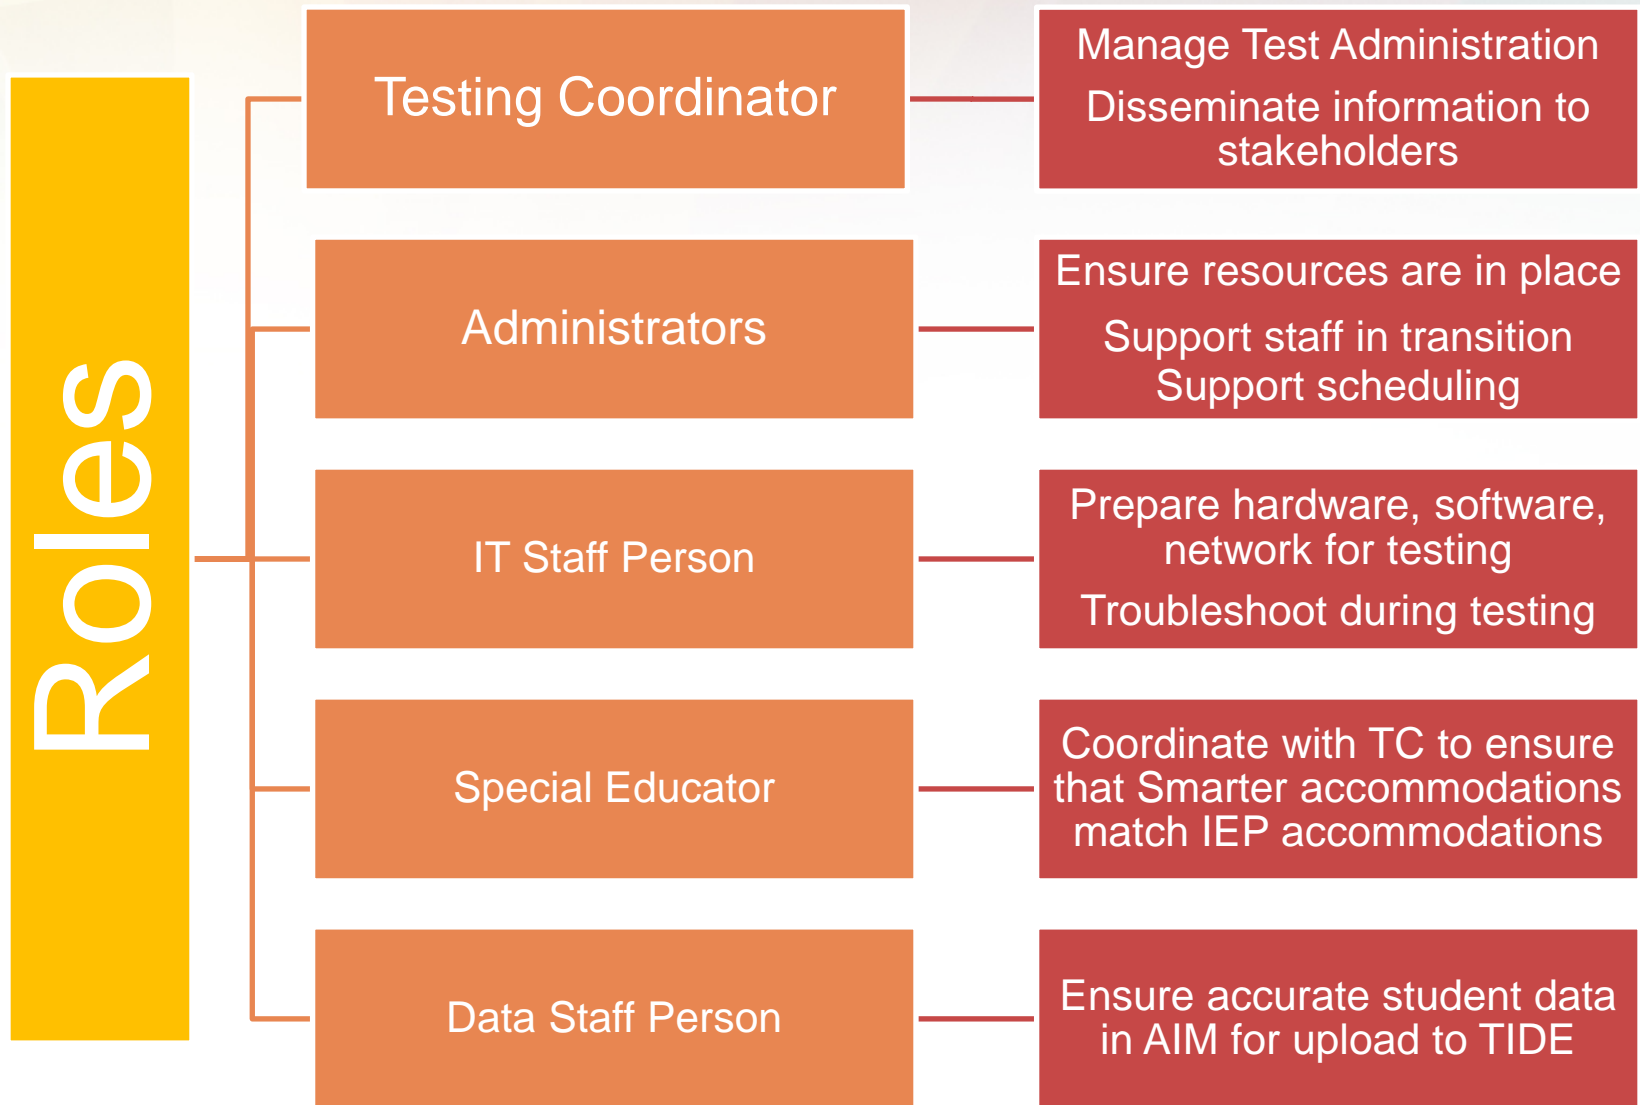 Roles
Testing Coordinator
Manage Test Administration
Disseminate information to
stakeholders
Administrators
Ensure resources are in place
Support staff in transition
Support scheduling
IT Staff Person
Prepare hardware, software,
network for testing
Troubleshoot during testing
Special Educator
Coordinate with TC to ensure
that Smarter accommodations
match IEP accommodations
Data Staff Person
Ensure accurate student data
in AIM for upload to TIDE